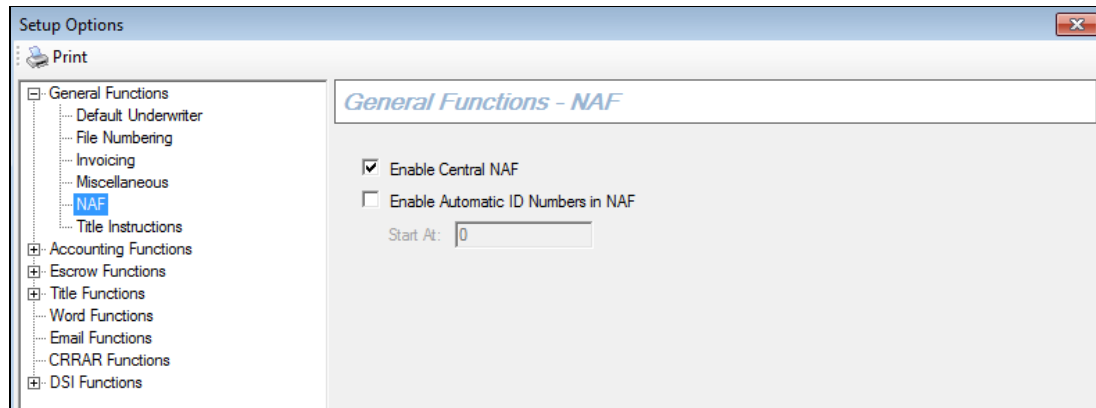 Setup Options
Print
General Functions
Default Underwriter
File Numbering
Invoicing
Miscellaneous
NAF
Title Instructions
Accounting Functions
Escrow Functions
Title Functions
Word Functions
Email Functions
CRRAR Functions
DSI Functions
General Functions - NAF
Enable Central NAF
Enable Automatic ID Numbers in NAF
Start At: 0